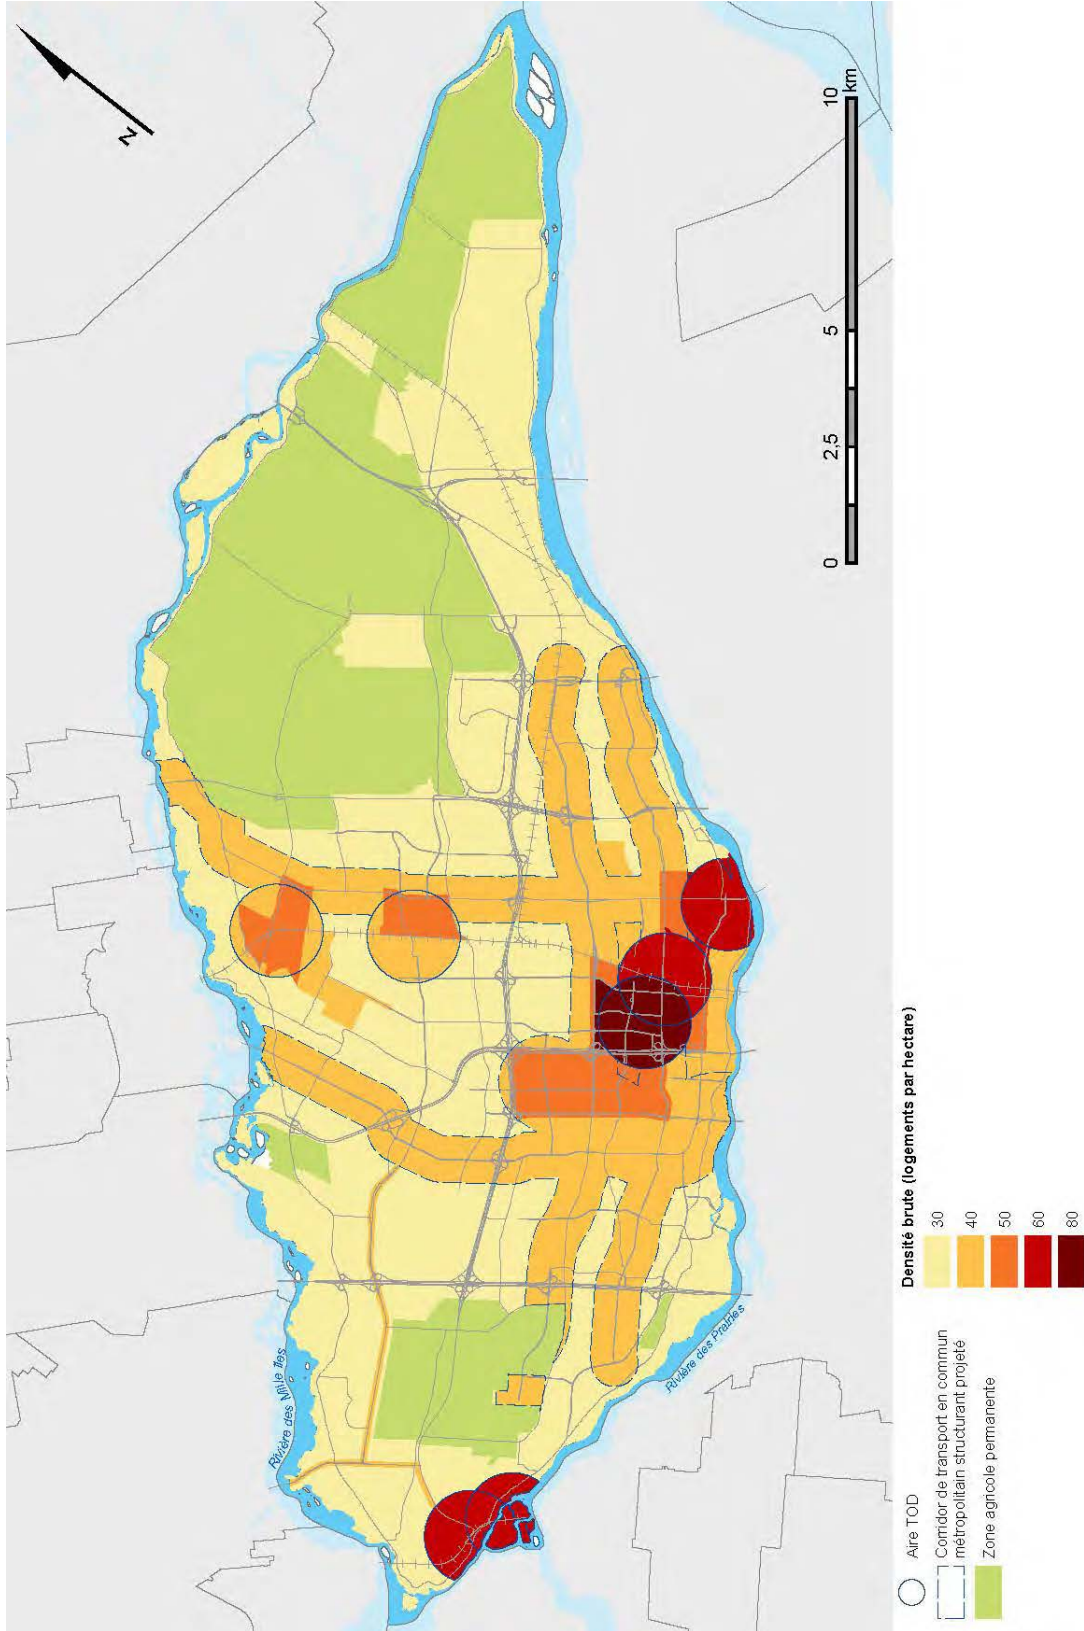 N
Rivière des Mille Îles
Rivière des Prairies
0
2,5
5
10
km
Aire TOD
Corridor de transport en commun
métropolitain structurant projeté
Zone agricole permanente
Densité brute (logements par hectare)
30
40
50
60
80